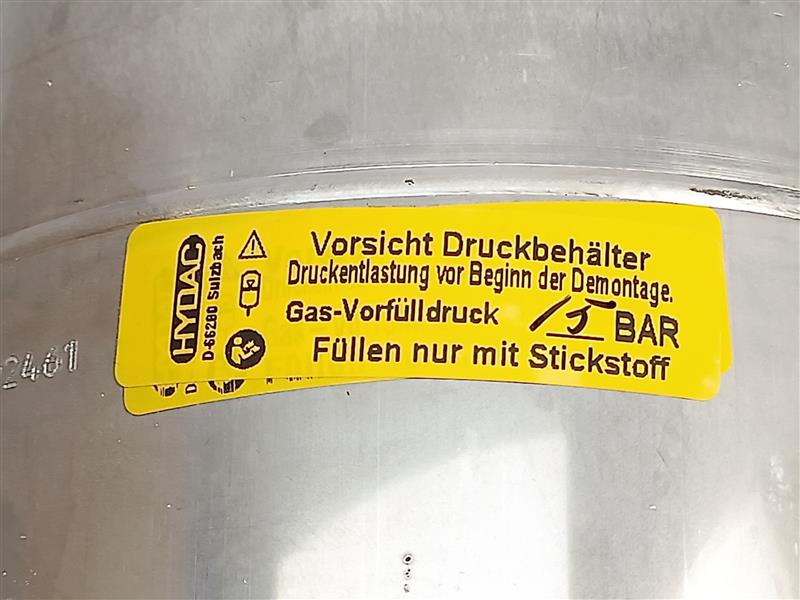 HYDAC
D-66280 Sulzbach
Vorsicht Druckbehälter
Druckentlastung vor Beginn der Demontage.
Gas-Vorfülldruck 15 BAR
Füllen nur mit Stickstoff
2461
D